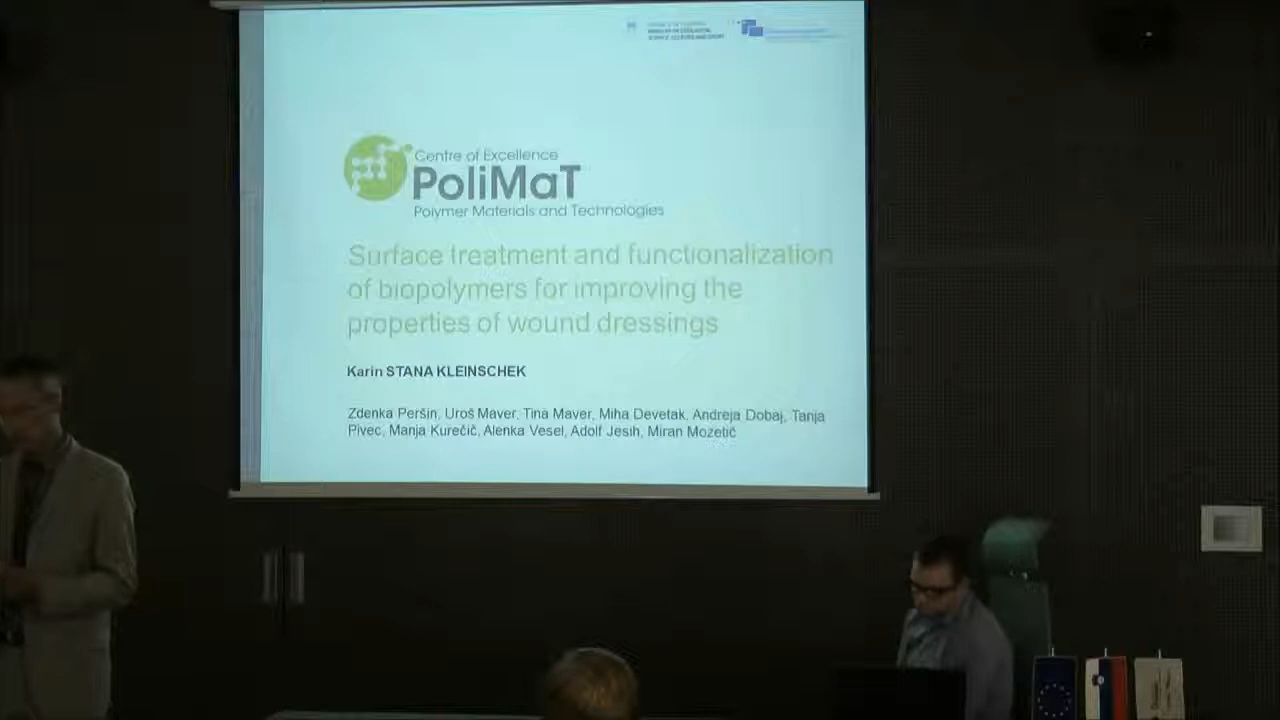 Centre of Excellence
PoliMaT
Polymer Materials and Technologies
Surface treatment and functionalization
of biopolymers for improving the
properties of wound dressings
Karin STANA KLEINSCHEK
Zdenka Peršin, Uroš Maver, Tina Maver, Miha Devetak, Andreja Dobaj, Tanja
Pivec, Manja Kurečič, Alenka Vesel, Adolf Jesih, Miran Mozetič